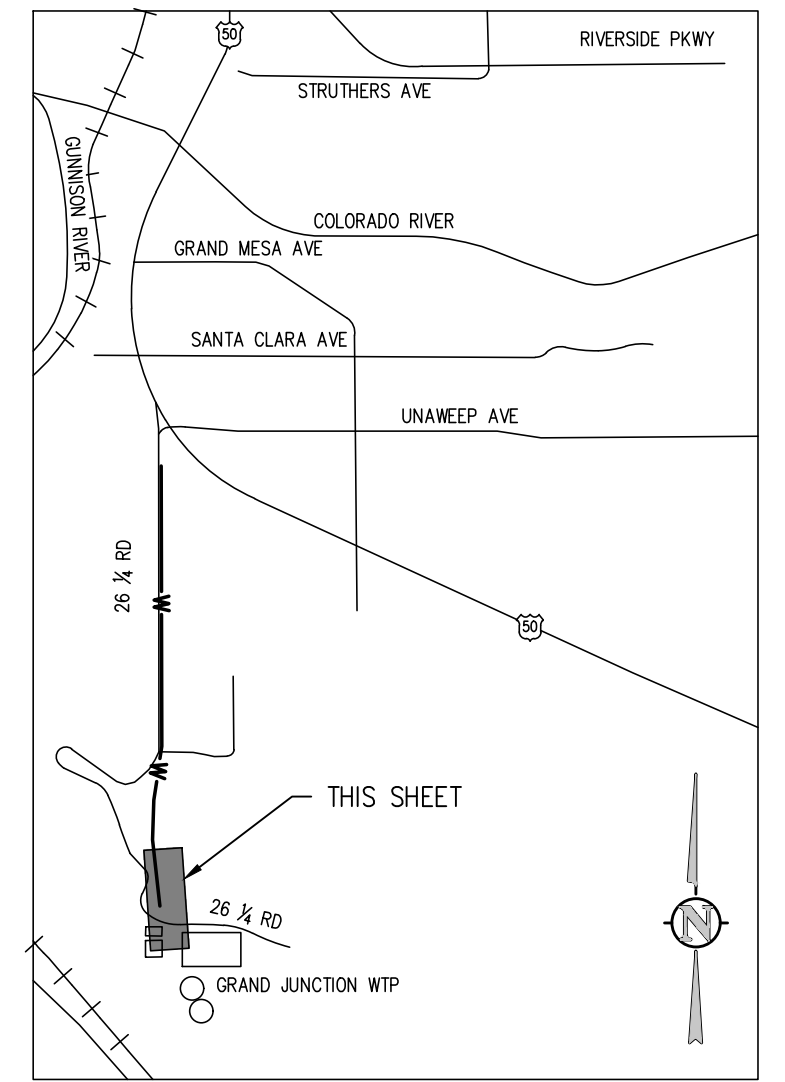 50
RIVERSIDE PKWY
STRUTHERS AVE
GUNNISON RIVER
COLORADO RIVER
GRAND MESA AVE
SANTA CLARA AVE
UNAWEEP AVE
26 ¼ RD
W
50
W
THIS SHEET
26 ¼ RD
N
GRAND JUNCTION WTP